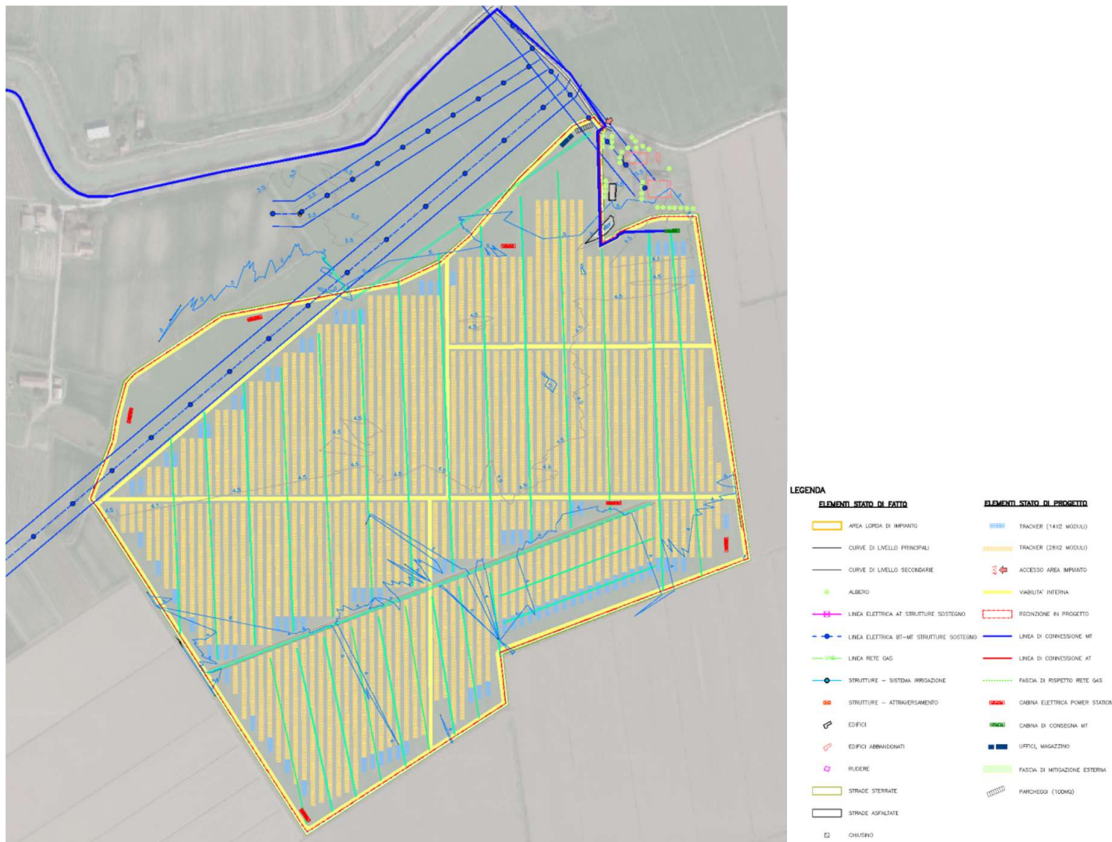 LEGENDA
ELEMENTI STATO DI FATTO
AREA LORDA DI IMPIANTO
CURVE DI LIVELLO PRINCIPALI
CURVE DI LIVELLO SECONDARIE
ALBERO
LINEA ELETTRICA AT STRUTTURE SOSTEGNO
LINEA ELETTRICA BT-MT STRUTTURE SOSTEGNO
LINEA RETE GAS
STRUTTURE - SISTEMA IRRIGAZIONE
STRUTTURE - ATTRAVERSAMENTO
EDIFICI
EDIFICI ABBANDONATI
RUDERE
STRADE STERRATE
STRADE ASFALTATE
CHIUSINO
ELEMENTI STATO DI PROGETTO
TRACKER (14X2 MODULI)
TRACKER (28X2 MODULI)
ACCESSO AREA IMPIANTO
VIABILITA' INTERNA
RECINZIONE IN PROGETTO
LINEA DI CONNESSIONE MT
LINEA DI CONNESSIONE AT
FASCIA DI RISPETTO RETE GAS
CABINA ELETTRICA POWER STATION
CABINA DI CONSEGNA MT
UFFICI, MAGAZZINO
FASCIA DI MITIGAZIONE ESTERNA
PARCHEGGI (100MQ)